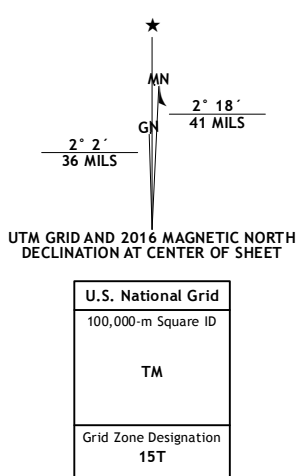 ★
MN
2° 18´
41 MILS
GN
2° 2´
36 MILS
UTM GRID AND 2016 MAGNETIC NORTH
DECLINATION AT CENTER OF SHEET
U.S. National Grid
100,000-m Square ID
TM
Grid Zone Designation
15T